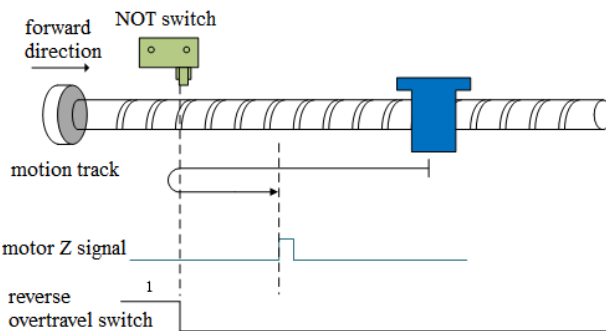 NOT switch
forward
direction
motion track
motor Z signal
1
reverse
overtravel switch